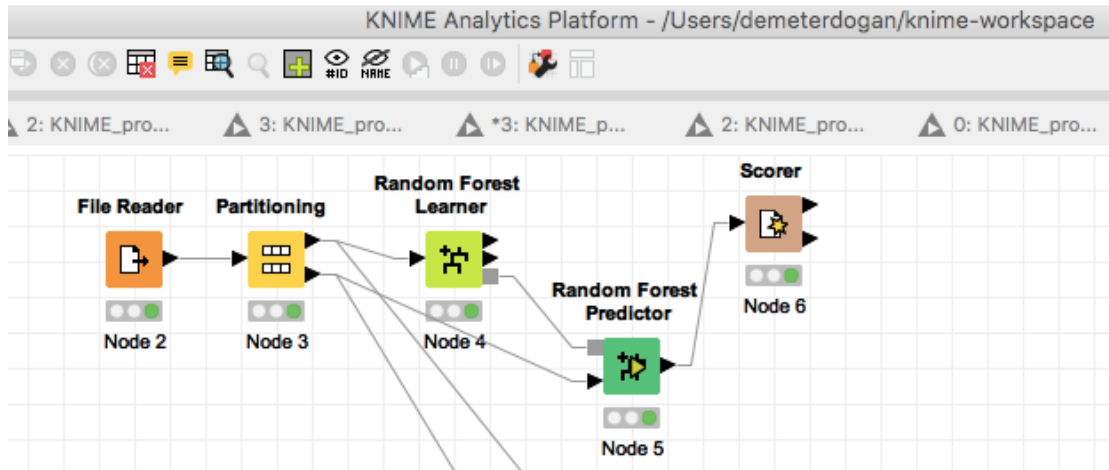 KNIME Analytics Platform - /Users/demeterdogan/knime-workspace
#ID
NAME
2: KNIME_pro...
3: KNIME_pro...
*3: KNIME_p...
2: KNIME_pro...
0: KNIME_pro...
File Reader
Node 2
Partitioning
Node 3
Random Forest
Learner
Node 4
Random Forest
Predictor
Node 5
Scorer
Node 6